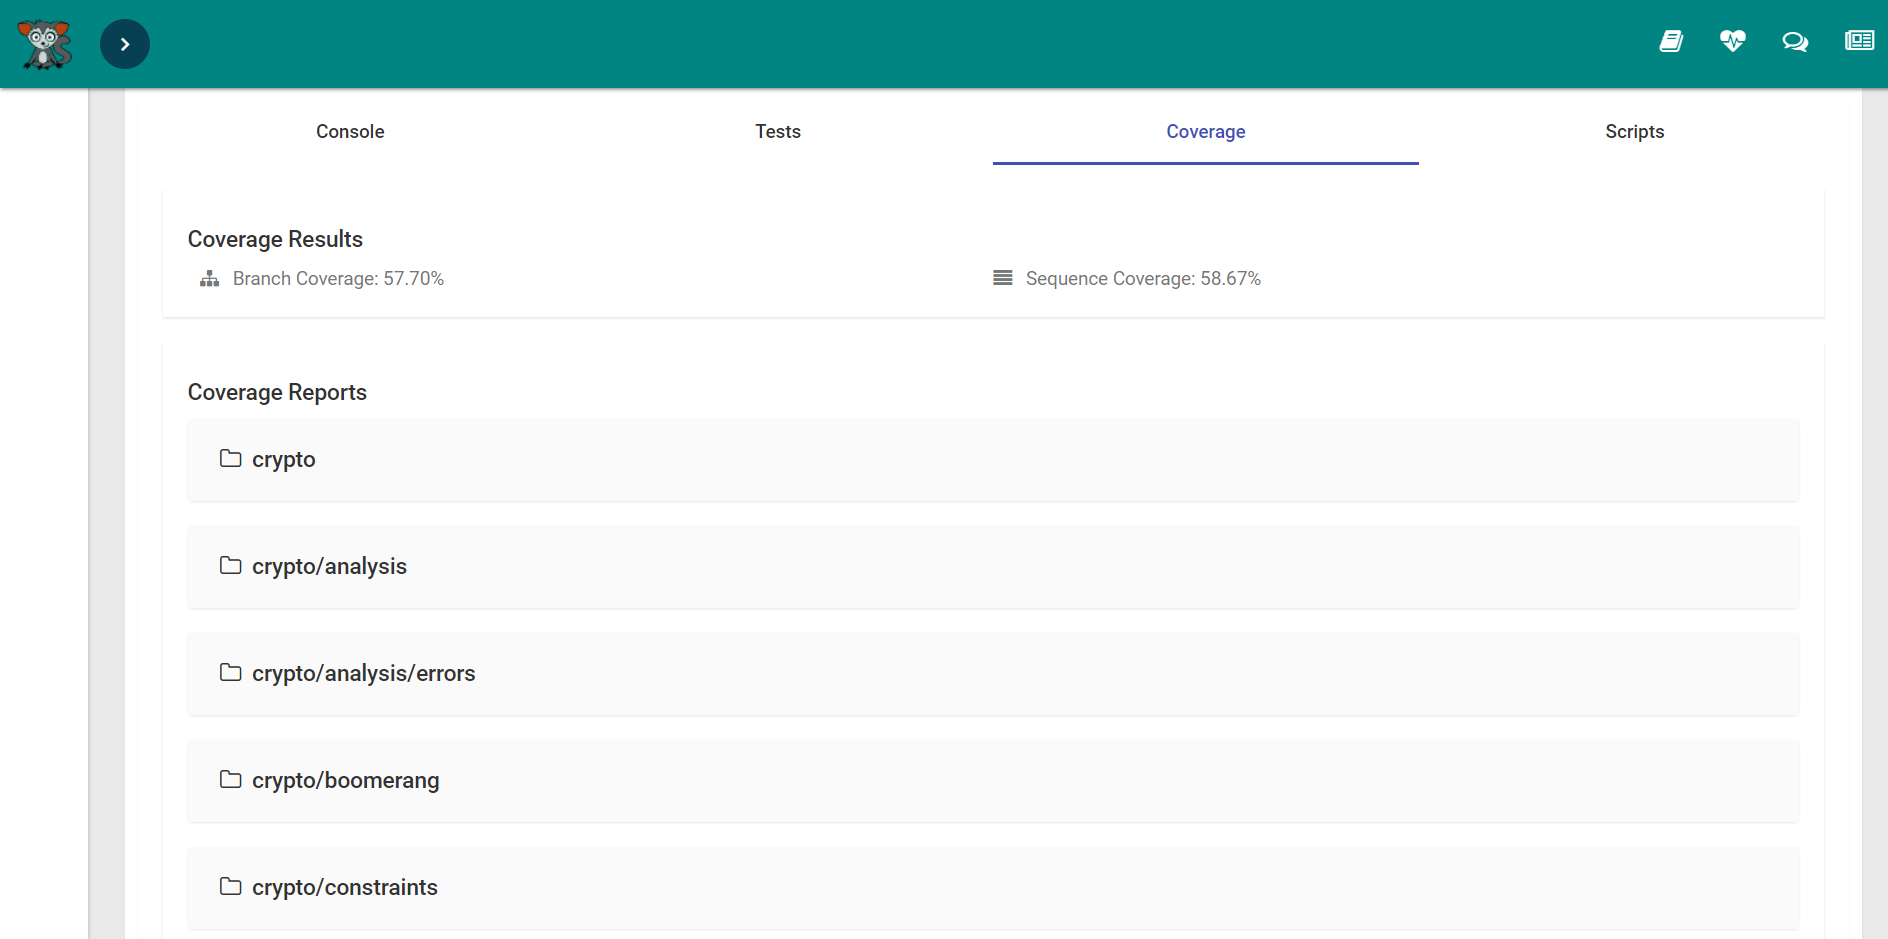 Console Tests Coverage Scripts
Coverage Results
Branch Coverage: 57.70% Sequence Coverage: 58.67%
Coverage Reports
crypto
crypto/analysis
crypto/analysis/errors
crypto/boomerang
crypto/constraints